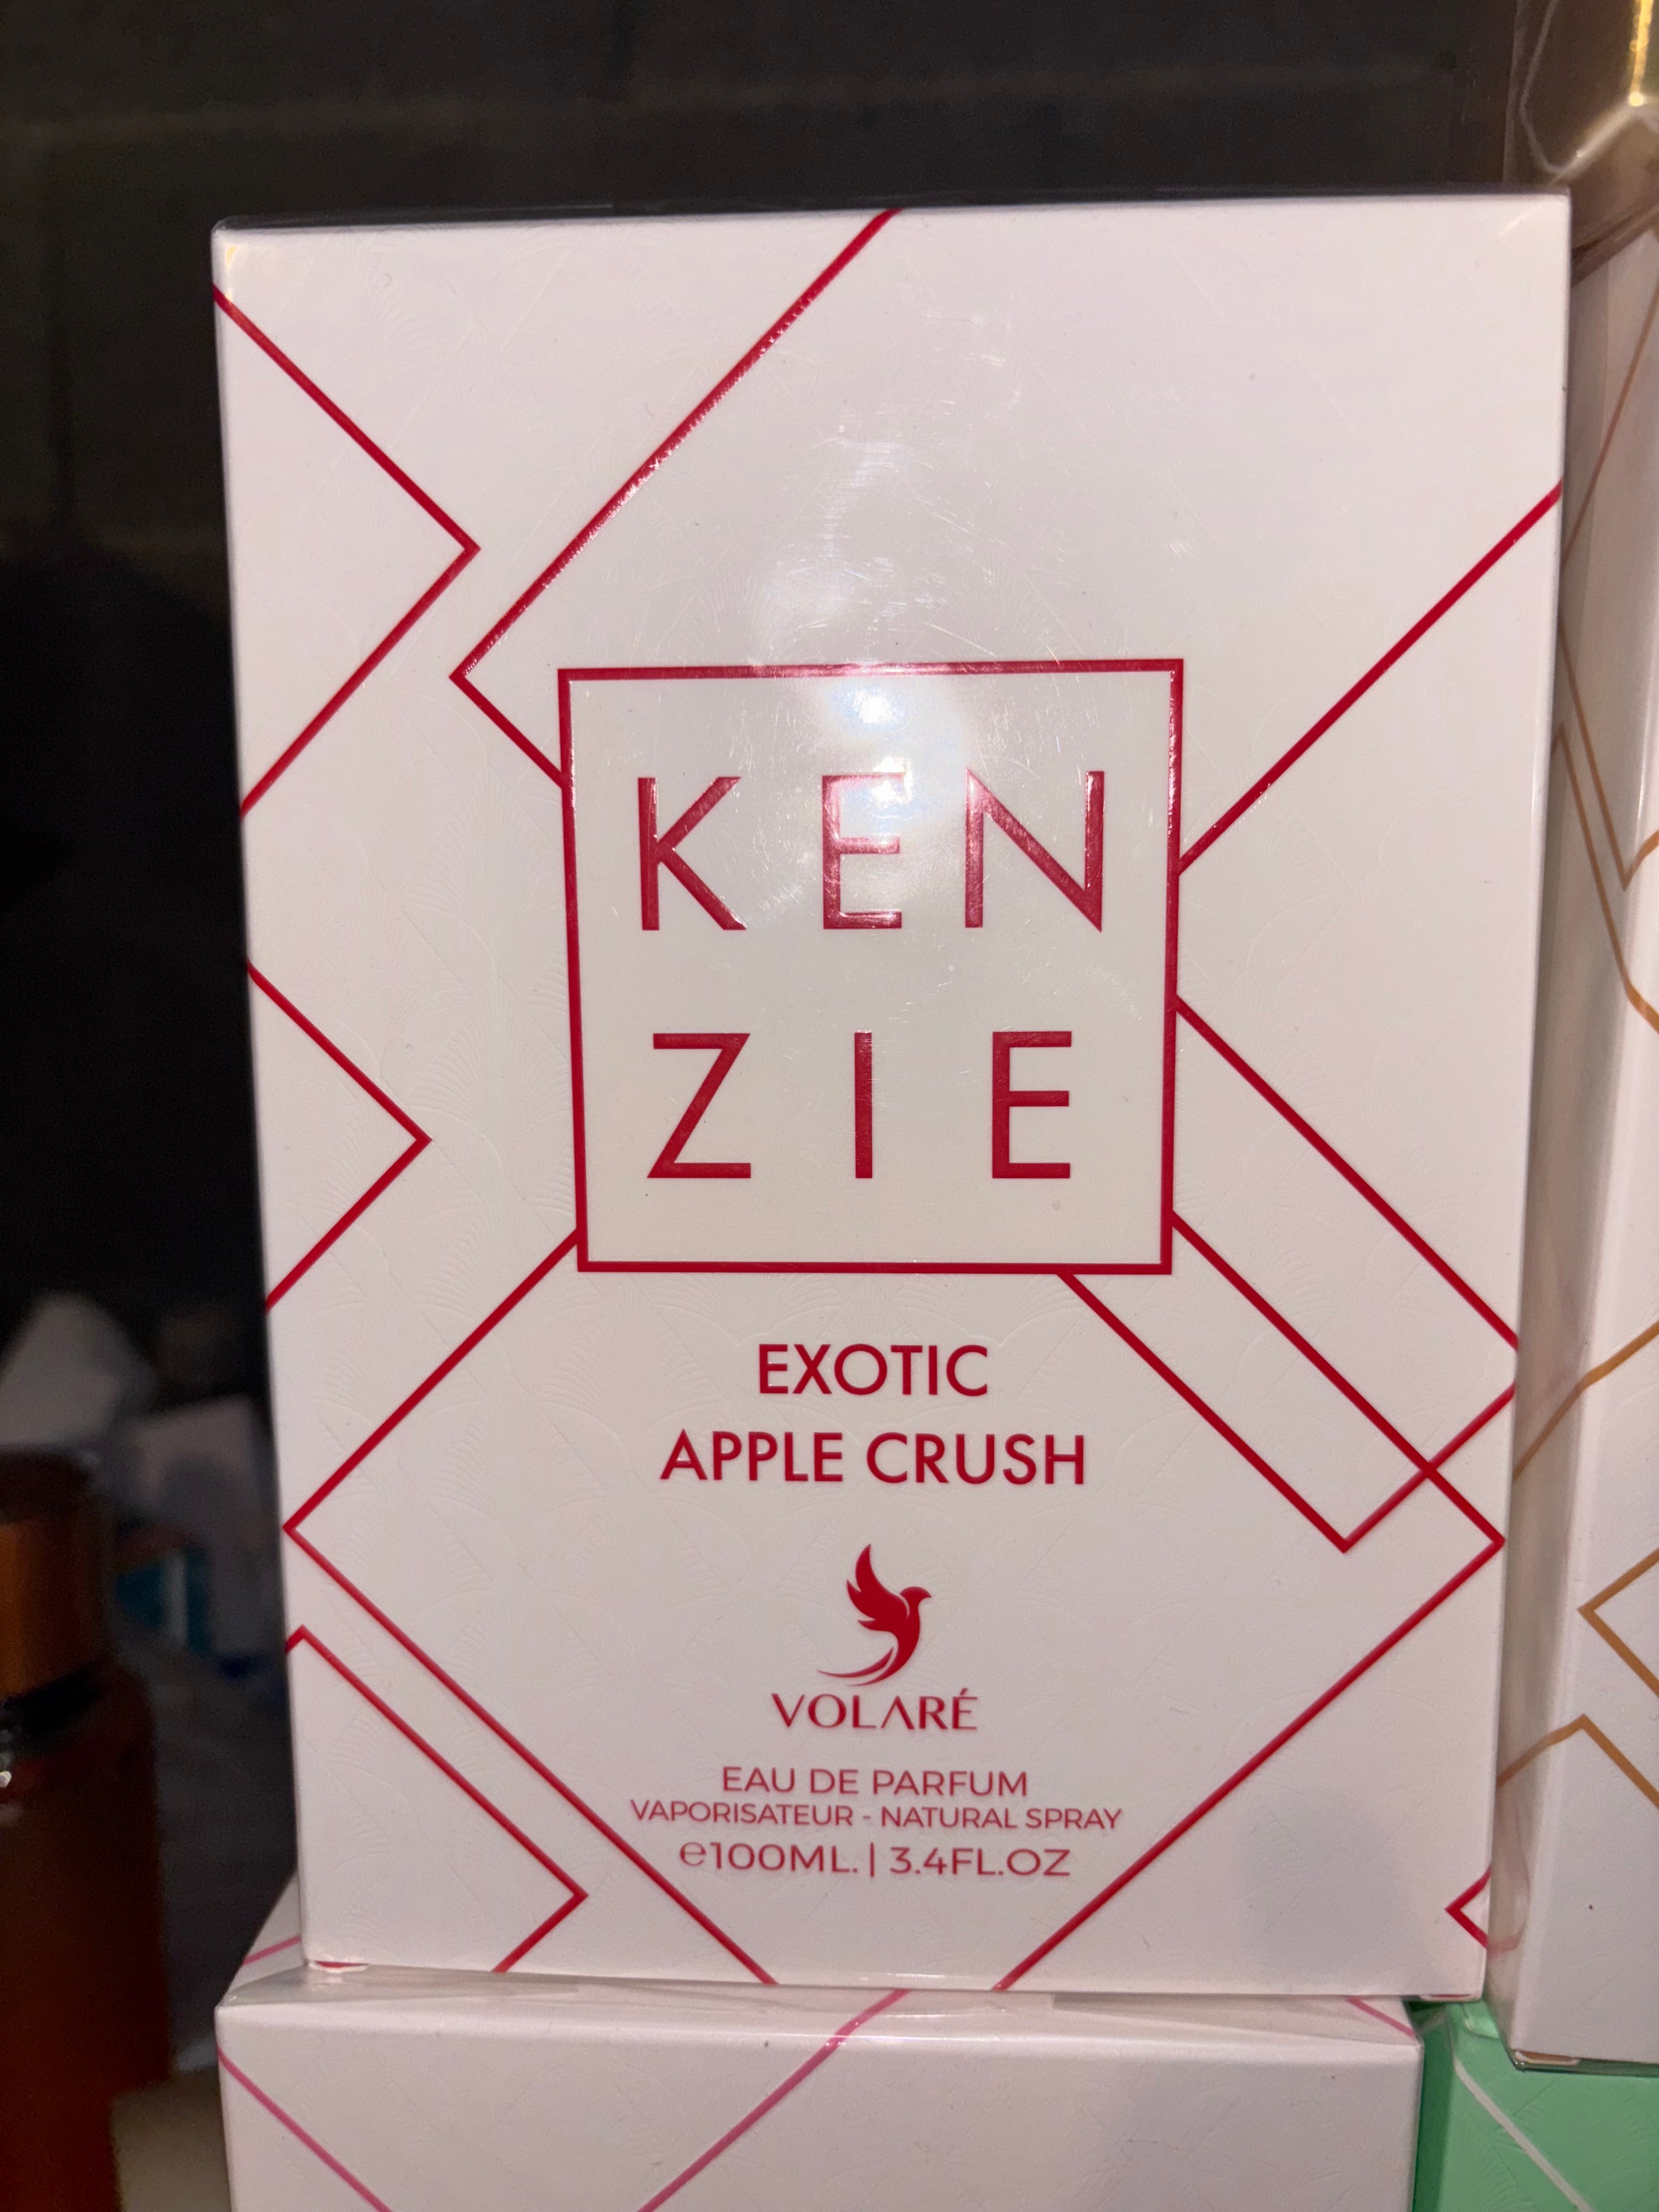 KEN
ZIE
EXOTIC
APPLE CRUSH
VOLARÉ
EAU DE PARFUM
VAPORISATEUR - NATURAL SPRAY
℮100ML. | 3.4FL.OZ